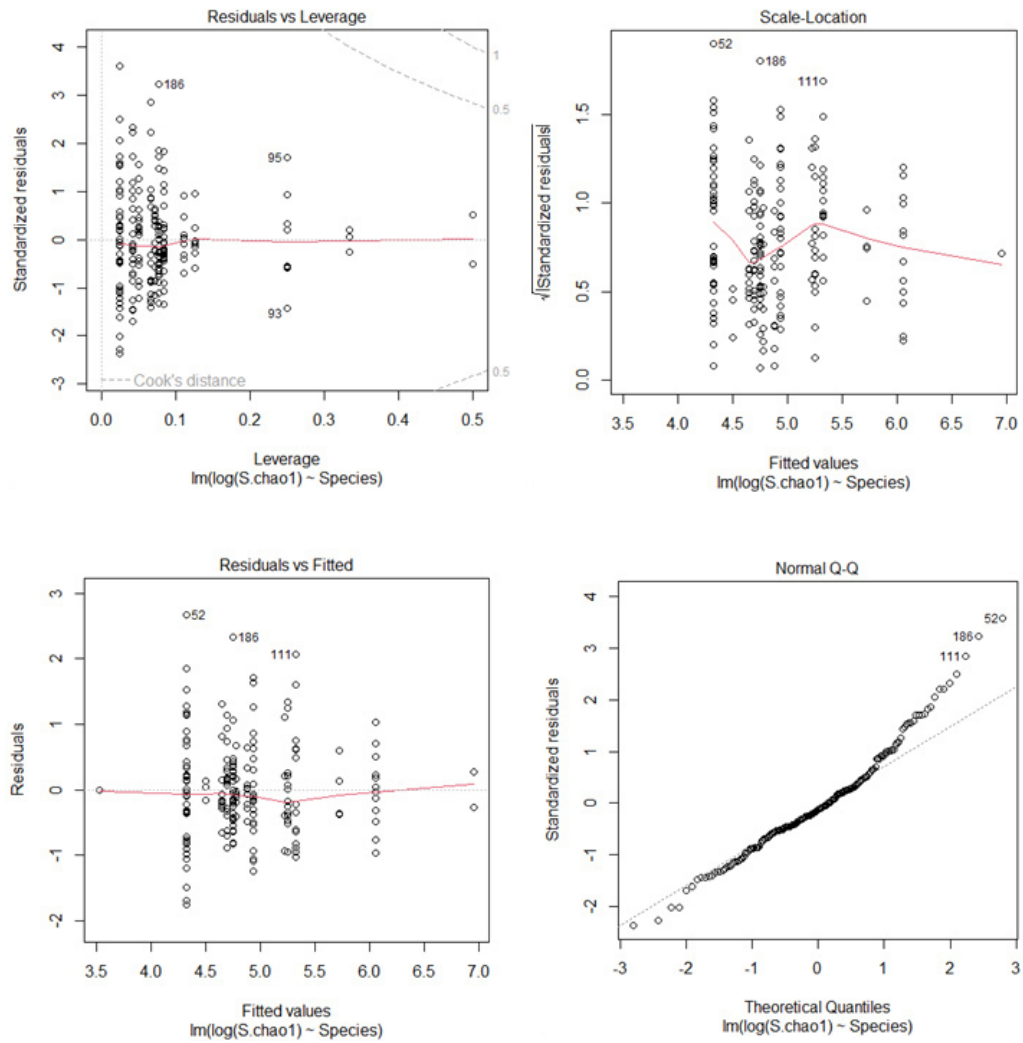 Residuals vs Leverage
Standardized residuals
4
3
2
1
0
-1
-2
-3
186
95
93
1
0.5
0.5
Cook's distance
0.0 0.1 0.2 0.3 0.4 0.5
Leverage
lm(log(S.chao1) ~ Species)
Scale-Location
√|Standardized residuals|
1.5
1.0
0.5
0.0
52
186
111
3.5 4.0 4.5 5.0 5.5 6.0 6.5 7.0
Fitted values
lm(log(S.chao1) ~ Species)
Residuals vs Fitted
Residuals
3
2
1
0
-1
-2
52
186
111
3.5 4.0 4.5 5.0 5.5 6.0 6.5 7.0
Fitted values
lm(log(S.chao1) ~ Species)
Normal Q-Q
Standardized residuals
4
3
2
1
0
-1
-2
52
186
111
-3 -2 -1 0 1 2 3
Theoretical Quantiles
lm(log(S.chao1) ~ Species)